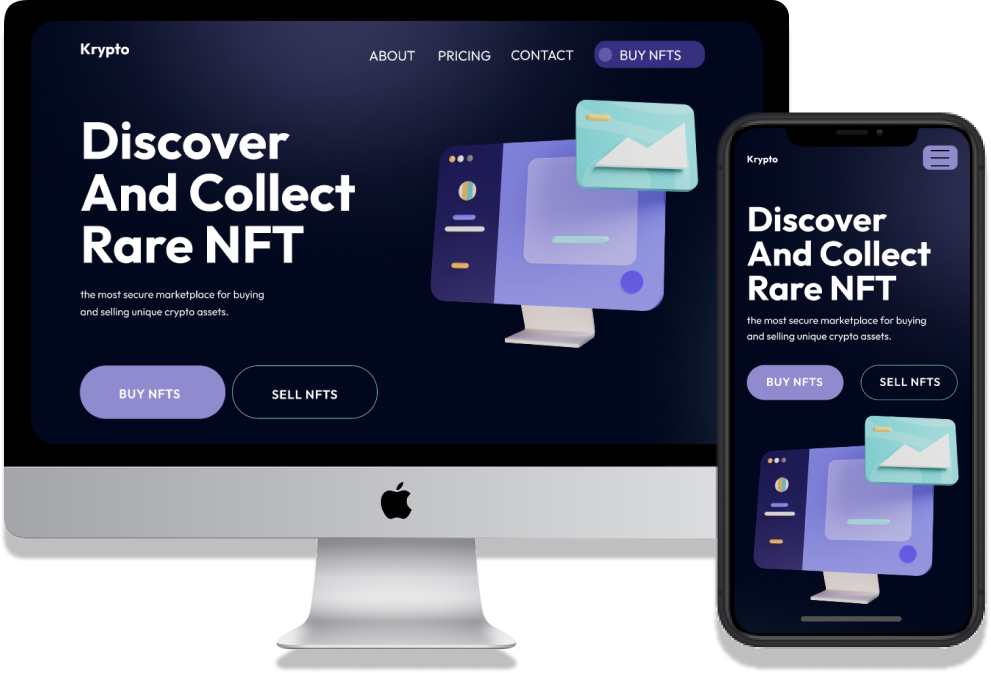 Krypto
ABOUT PRICING CONTACT BUY NFTS
Discover
And Collect
Rare NFT
the most secure marketplace for buying
and selling unique crypto assets.
BUY NFTS SELL NFTS
Krypto
Discover
And Collect
Rare NFT
the most secure marketplace for buying
and selling unique crypto assets.
BUY NFTS SELL NFTS